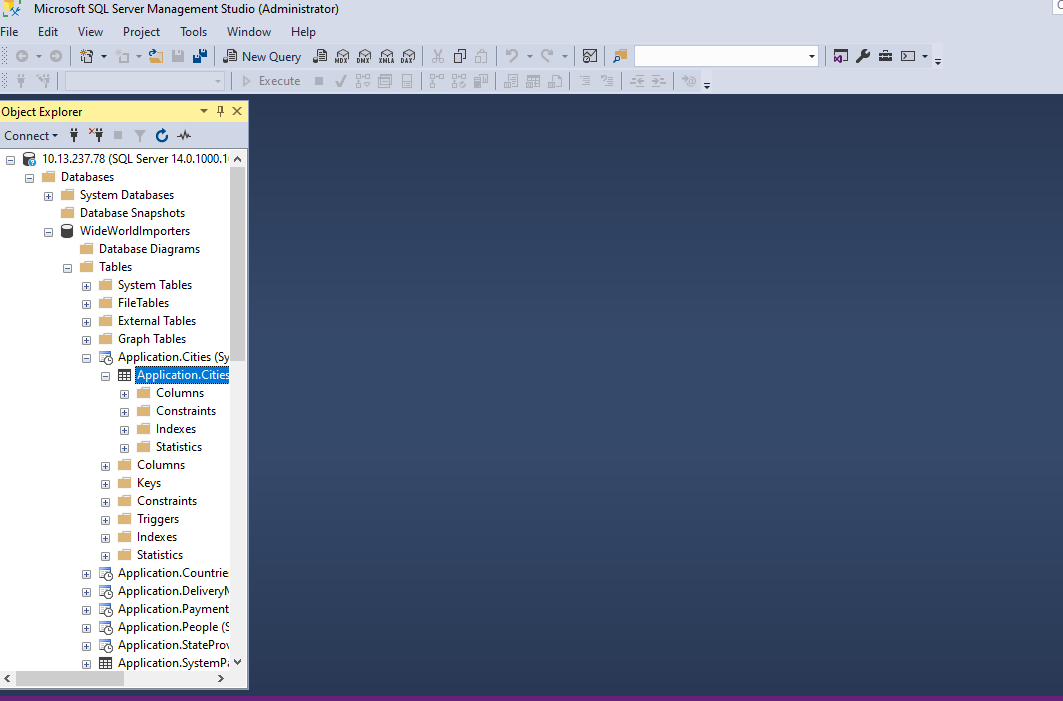 Microsoft SQL Server Management Studio (Administrator)
File Edit View Project Tools Window Help
New Query MDX DMX XMLA DAX
Execute
Object Explorer
Connect
10.13.237.78 (SQL Server 14.0.1000.1
Databases
System Databases
Database Snapshots
WideWorldImporters
Database Diagrams
Tables
System Tables
FileTables
External Tables
Graph Tables
Application.Cities (Sy
Application.Cities
Columns
Constraints
Indexes
Statistics
Columns
Keys
Constraints
Triggers
Indexes
Statistics
Application.Countrie
Application.DeliveryM
Application.Payment
Application.People (S
Application.StateProv
Application.SystemPa